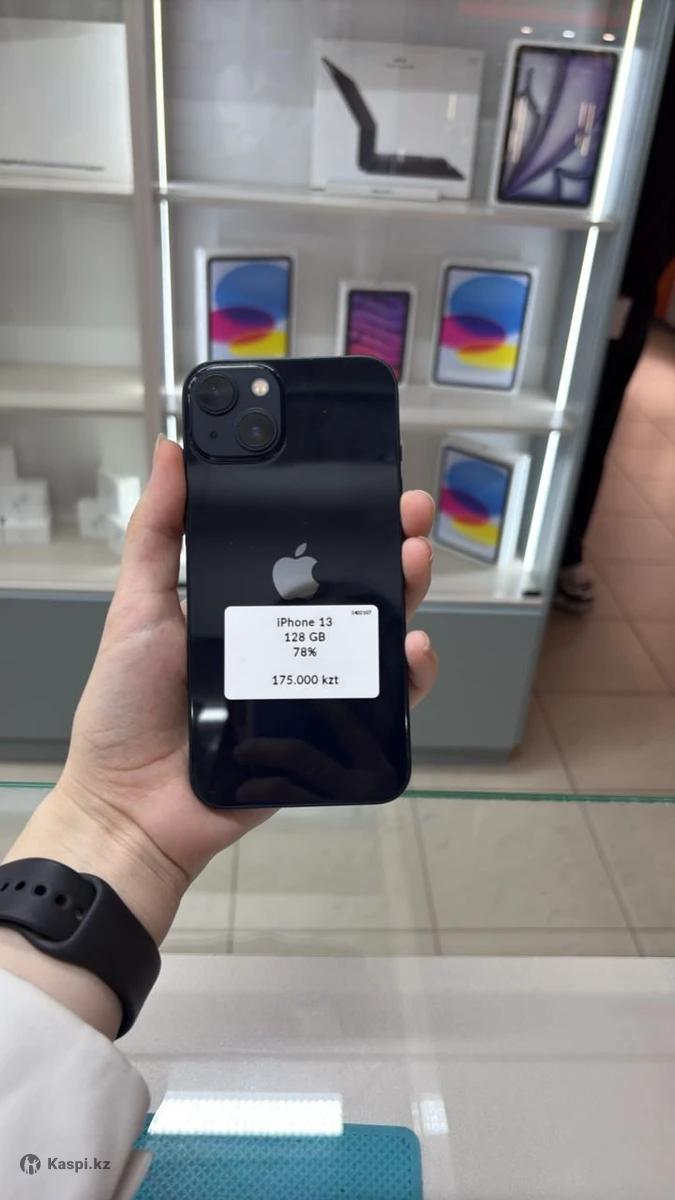 iPhone 13
128 GB
78%
175.000 kzt
Kaspi.kz